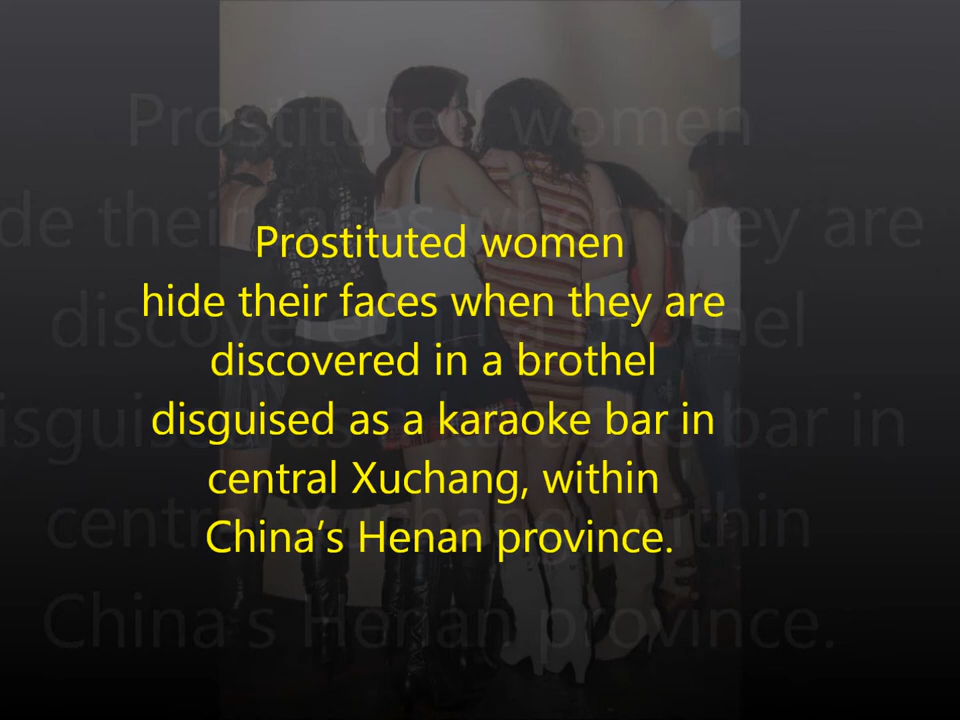 Prostituted women
hide their faces when they are
discovered in a brothel
disguised as a karaoke bar in
central Xuchang, within
China’s Henan province.